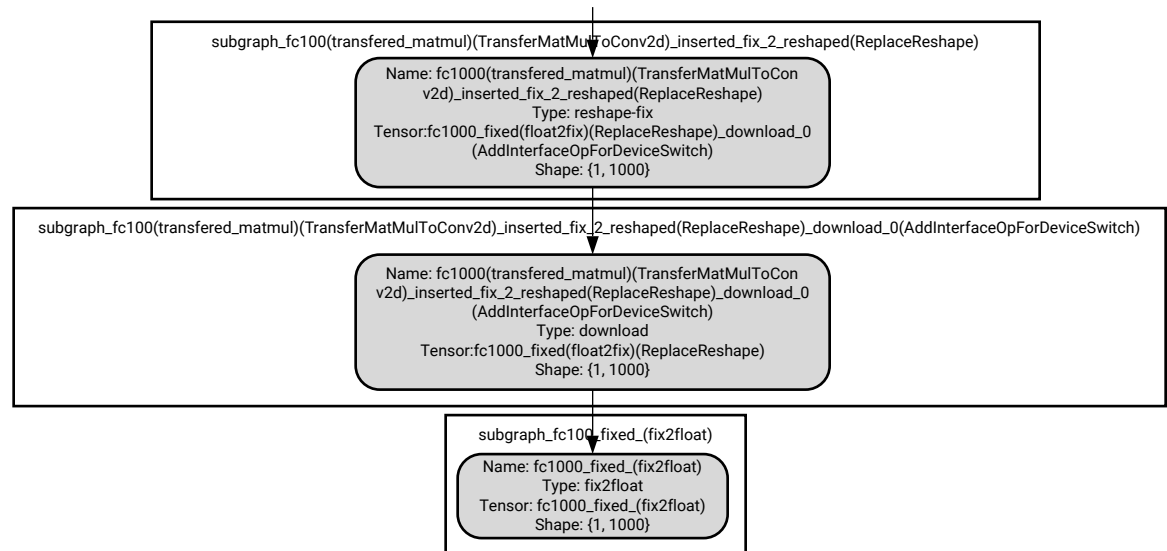 subgraph_fc100(transfered_matmul)(TransferMatMulToConv2d)_inserted_fix_2_reshaped(ReplaceReshape)
Name: fc1000(transfered_matmul)(TransferMatMulToCon
v2d)_inserted_fix_2_reshaped(ReplaceReshape)
Type: reshape-fix
Tensor:fc1000_fixed(float2fix)(ReplaceReshape)_download_0
(AddInterfaceOpForDeviceSwitch)
Shape: {1, 1000}
subgraph_fc100(transfered_matmul)(TransferMatMulToConv2d)_inserted_fix_2_reshaped(ReplaceReshape)_download_0(AddInterfaceOpForDeviceSwitch)
Name: fc1000(transfered_matmul)(TransferMatMulToCon
v2d)_inserted_fix_2_reshaped(ReplaceReshape)_download_0
(AddInterfaceOpForDeviceSwitch)
Type: download
Tensor:fc1000_fixed(float2fix)(ReplaceReshape)
Shape: {1, 1000}
subgraph_fc100_fixed_(fix2float)
Name: fc1000_fixed_(fix2float)
Type: fix2float
Tensor: fc1000_fixed_(fix2float)
Shape: {1, 1000}